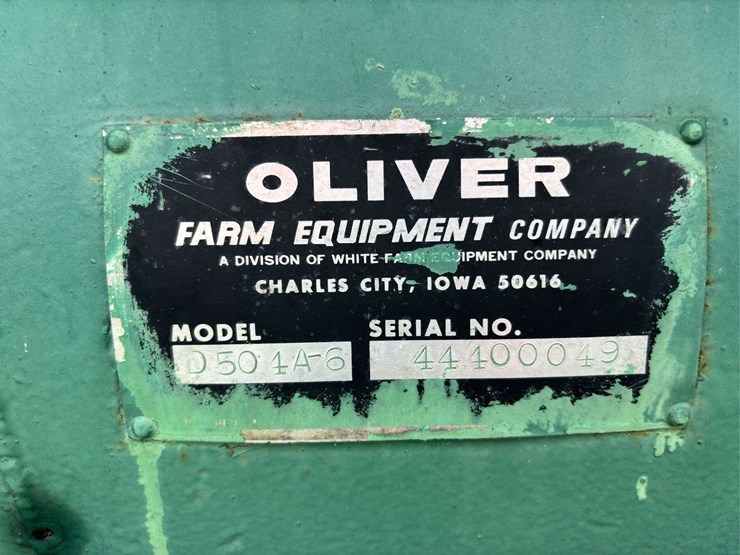 OLIVER
FARM EQUIPMENT COMPANY
A DIVISION OF WHITE FARM EQUIPMENT COMPANY
CHARLES CITY, IOWA 50616
MODEL SERIAL NO.
D504A-6 44400049